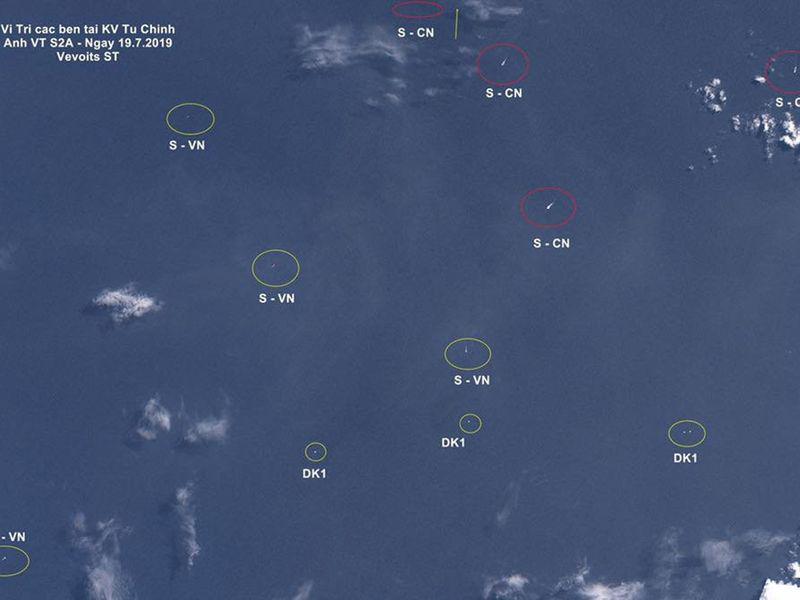 Vi Tri cac ben tai KV Tu Chinh
Anh VT S2A - Ngay 19.7.2019
Vevoits ST
S - CN
S - CN
S - C
S - VN
S - CN
S - VN
S - VN
DK1
DK1
DK1
- VN